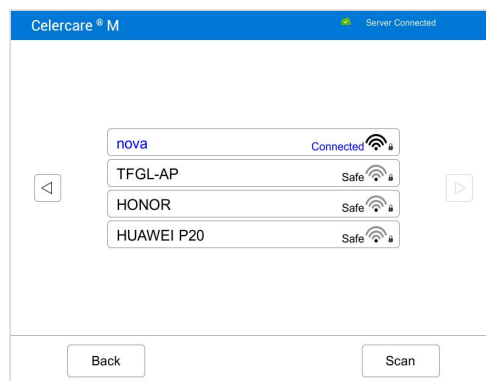 Celercare ® M
Server Connected
nova Connected
TFGL-AP Safe
HONOR Safe
HUAWEI P20 Safe
Back Scan